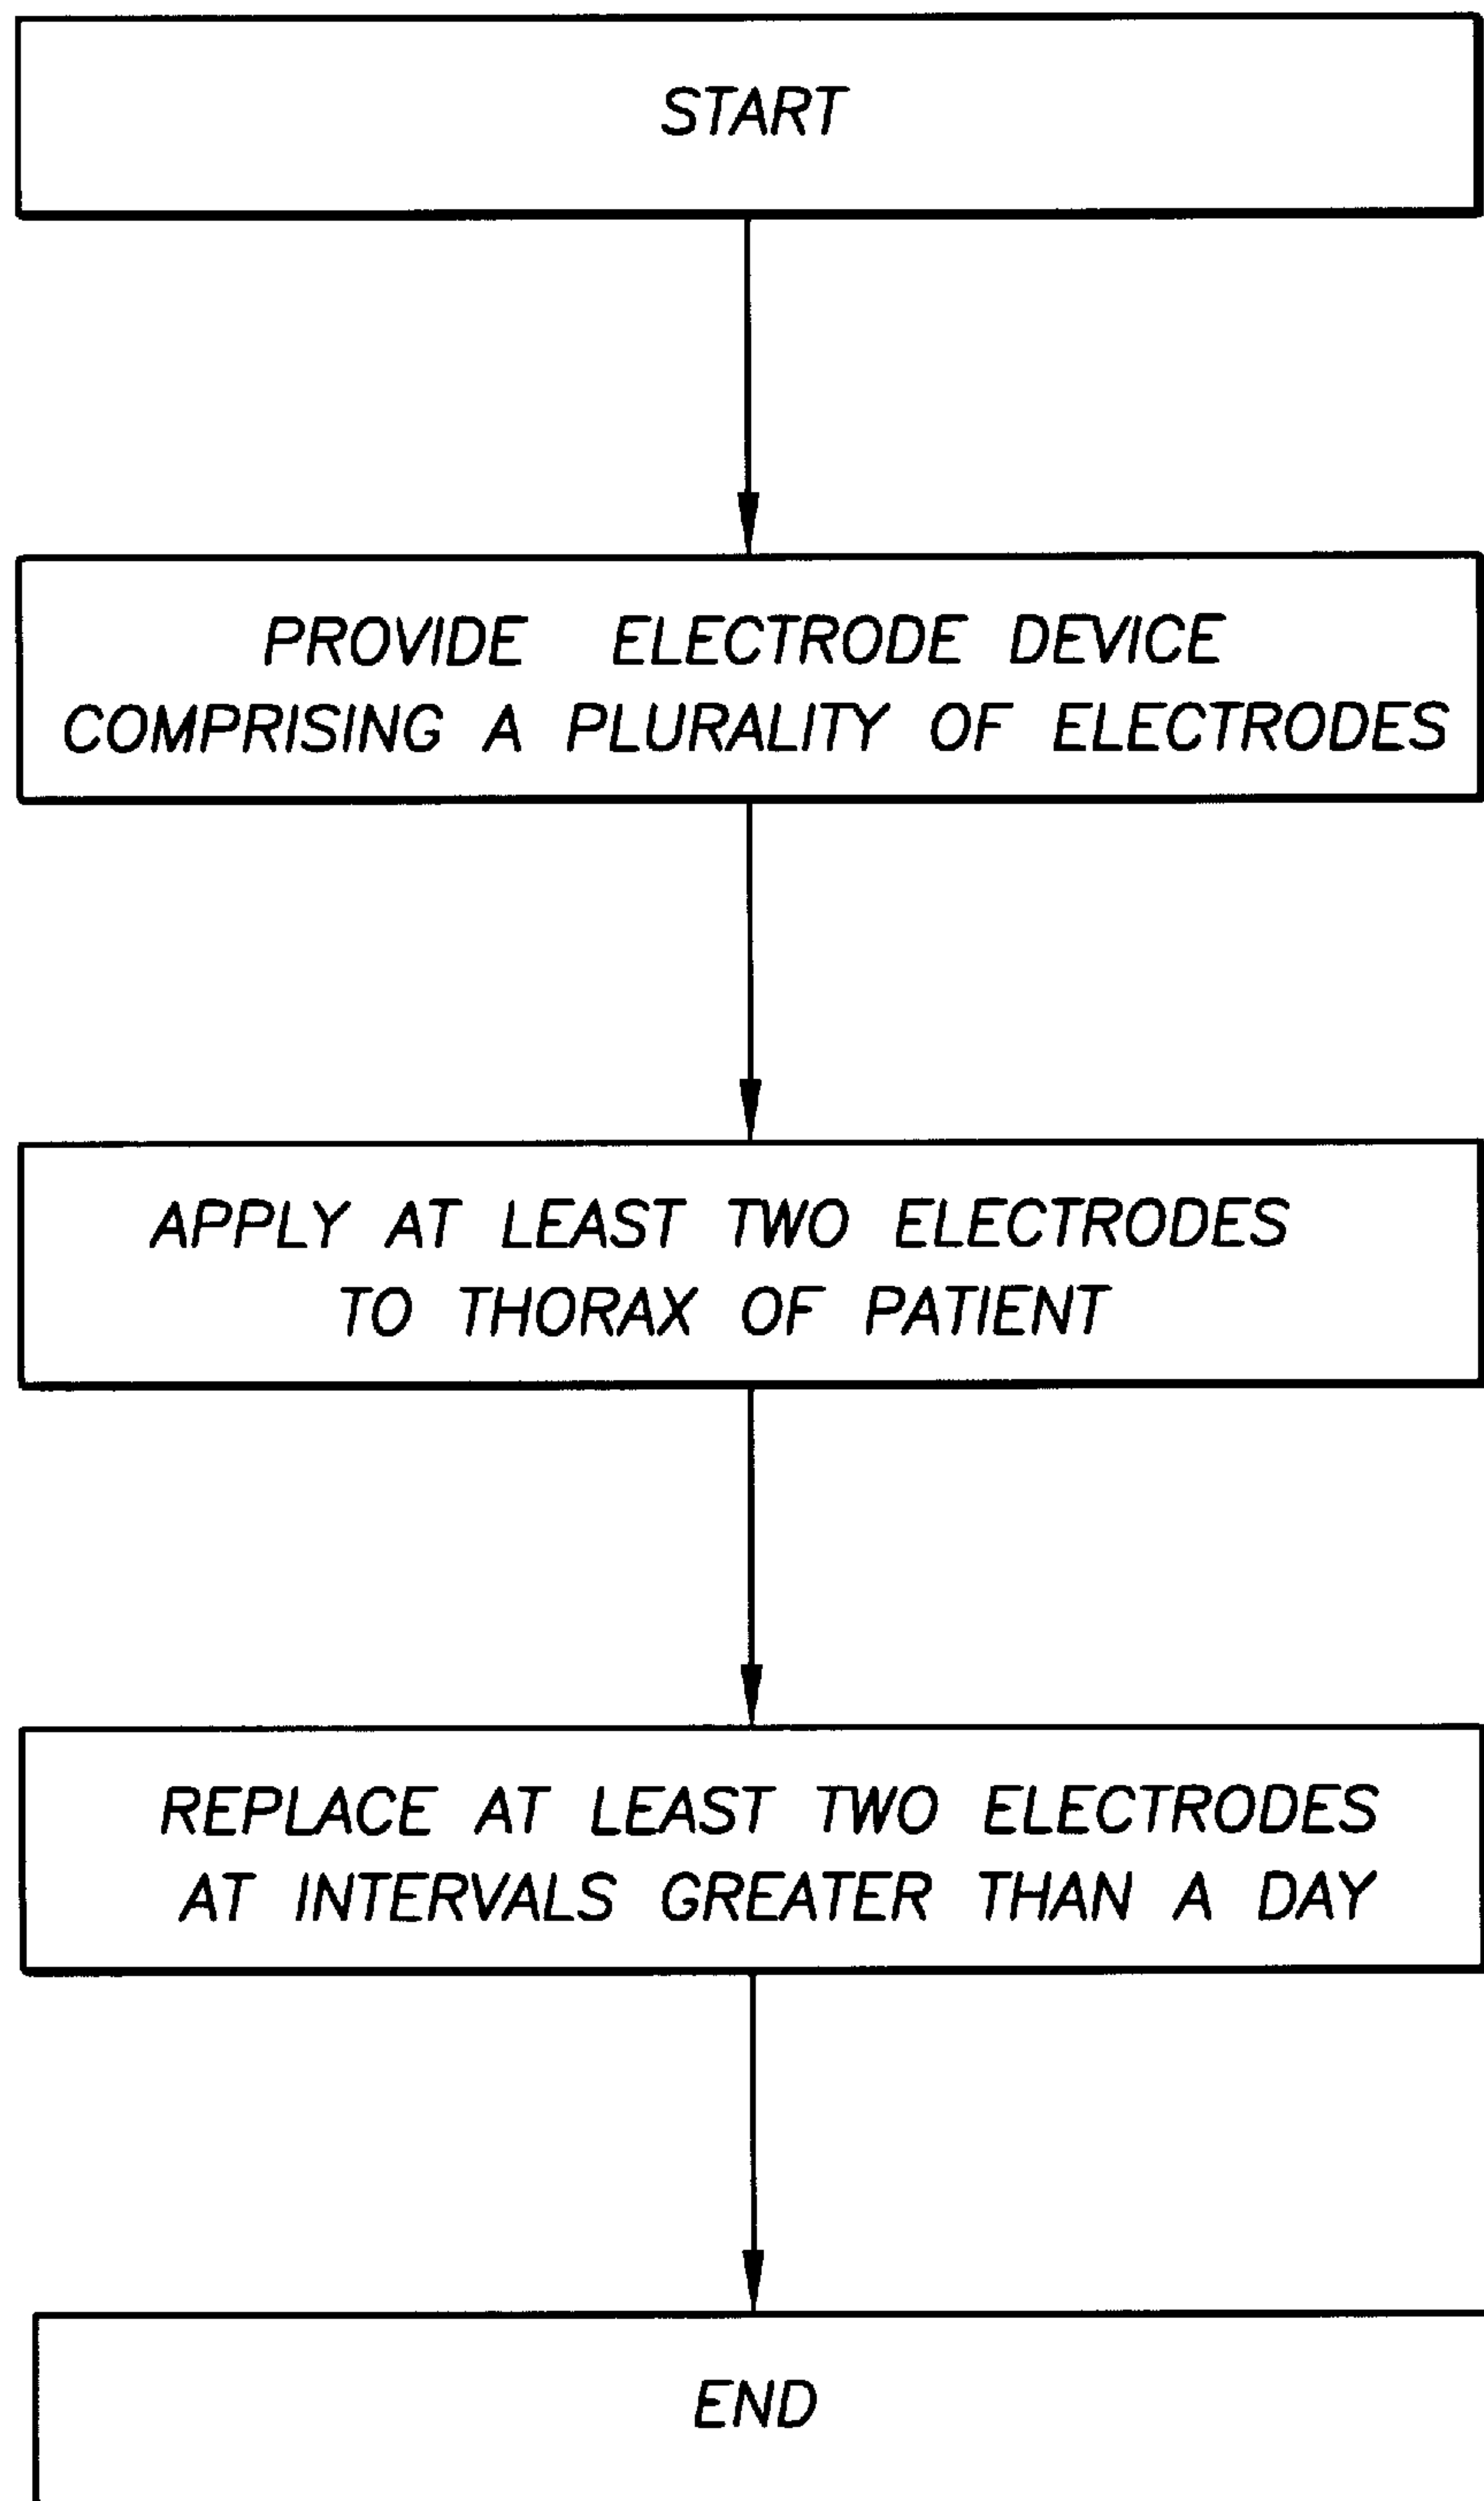 START
PROVIDE ELECTRODE DEVICE
COMPRISING A PLURALITY OF ELECTRODES
APPLY AT LEAST TWO ELECTRODES
TO THORAX OF PATIENT
REPLACE AT LEAST TWO ELECTRODES
AT INTERVALS GREATER THAN A DAY
END